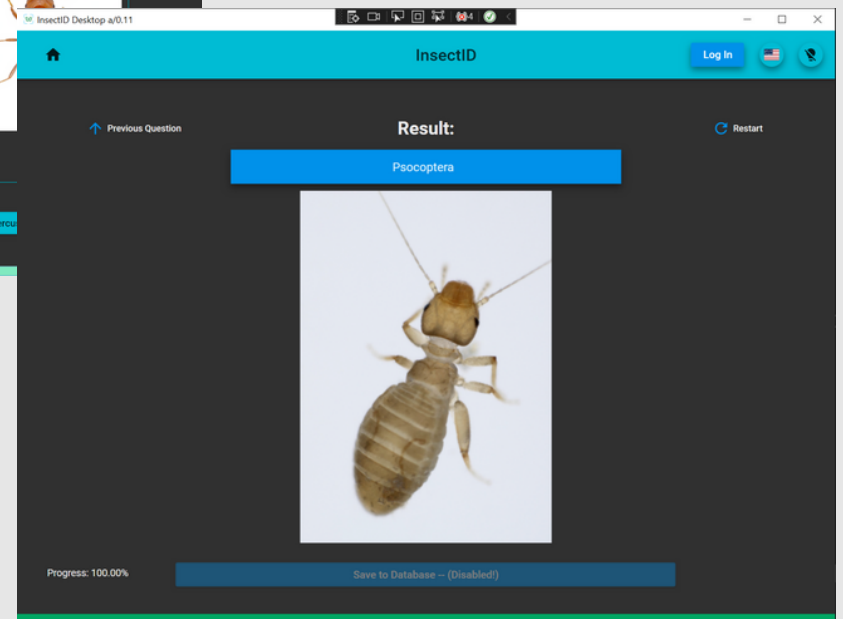 InsectID Desktop a/0.11
4
InsectID
Log In
Previous Question
Result:
Restart
Psocoptera
Progress: 100.00%
Save to Database -- (Disabled!)